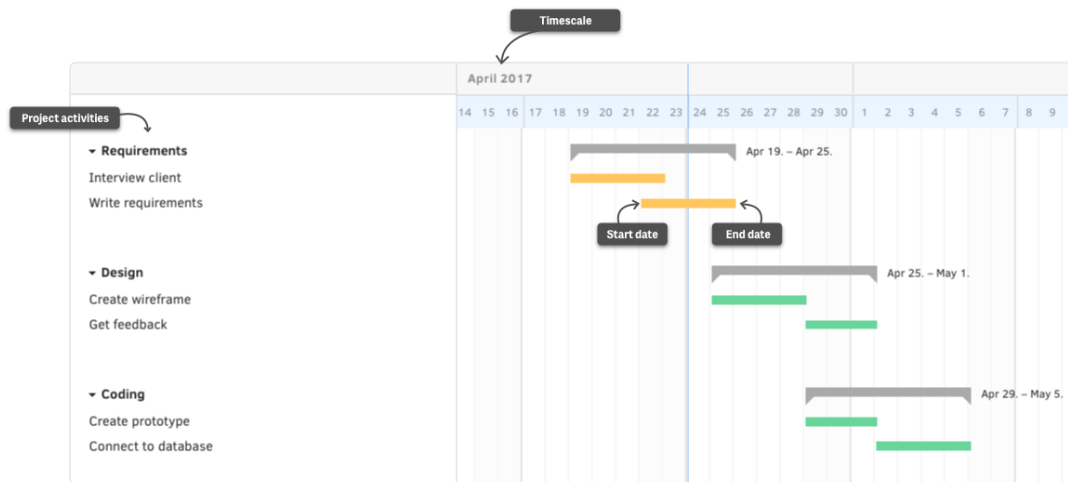 Timescale
April 2017
Project activities
14 15 16 17 18 19 20 21 22 23 24 25 26 27 28 29 30 1 2 3 4 5 6 7 8 9
Requirements Apr 19. – Apr 25.
Interview client
Write requirements
Start date End date
Design Apr 25. – May 1.
Create wireframe
Get feedback
Coding Apr 29. – May 5.
Create prototype
Connect to database